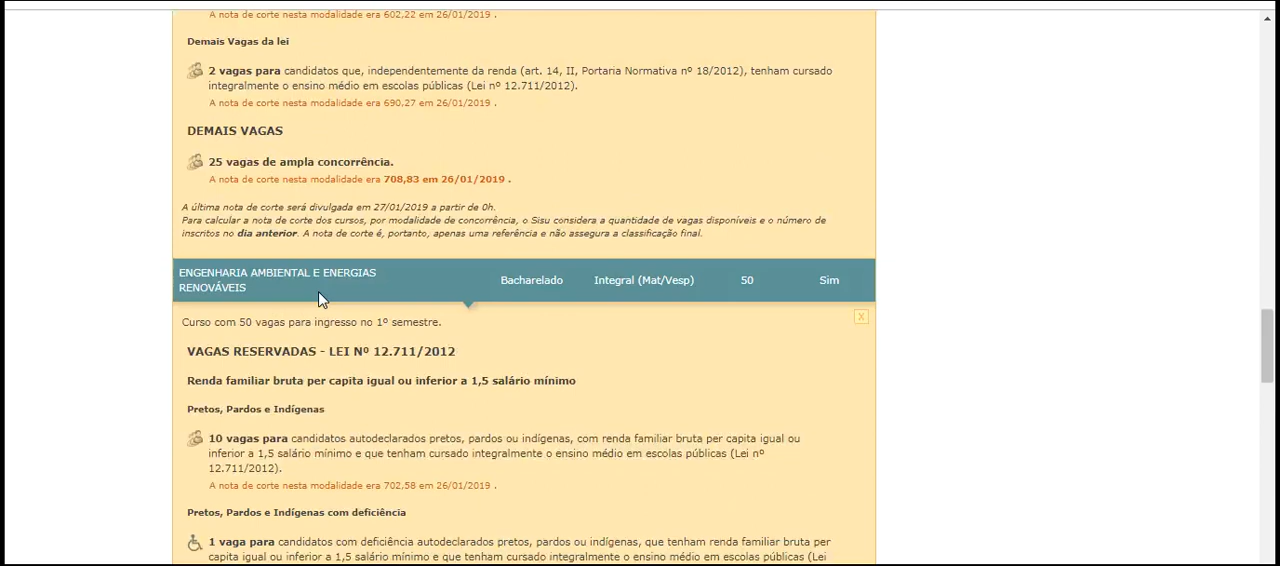 A nota de corte nesta modalidade era 602,22 em 26/01/2019 .
Demais Vagas da lei
2 vagas para candidatos que, independentemente da renda (art. 14, II, Portaria Normativa nº 18/2012), tenham cursado
integralmente o ensino médio em escolas públicas (Lei nº 12.711/2012).
A nota de corte nesta modalidade era 690,27 em 26/01/2019 .
DEMAIS VAGAS
25 vagas de ampla concorrência.
A nota de corte nesta modalidade era 708,83 em 26/01/2019 .
A última nota de corte será divulgada em 27/01/2019 a partir de 0h.
Para calcular a nota de corte dos cursos, por modalidade de concorrência, o Sisu considera a quantidade de vagas disponíveis e o número de
inscritos no dia anterior. A nota de corte é, portanto, apenas uma referência e não assegura a classificação final.
ENGENHARIA AMBIENTAL E ENERGIAS
RENOVÁVEIS
Bacharelado Integral (Mat/Vesp) 50 Sim
Curso com 50 vagas para ingresso no 1º semestre.
X
VAGAS RESERVADAS - LEI Nº 12.711/2012
Renda familiar bruta per capita igual ou inferior a 1,5 salário mínimo
Pretos, Pardos e Indígenas
10 vagas para candidatos autodeclarados pretos, pardos ou indígenas, com renda familiar bruta per capita igual ou
inferior a 1,5 salário mínimo e que tenham cursado integralmente o ensino médio em escolas públicas (Lei nº
12.711/2012).
A nota de corte nesta modalidade era 702,58 em 26/01/2019 .
Pretos, Pardos e Indígenas com deficiência
1 vaga para candidatos com deficiência autodeclarados pretos, pardos ou indígenas, que tenham renda familiar bruta per
capita igual ou inferior a 1,5 salário mínimo e que tenham cursado integralmente o ensino médio em escolas públicas (Lei